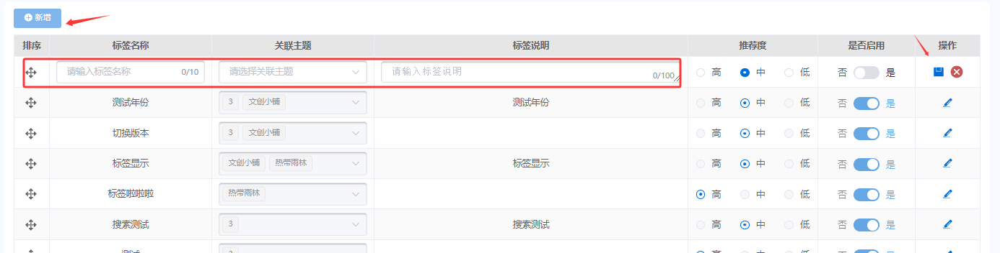 新增
排序 标签名称 关联主题 标签说明 推荐度 是否启用 操作
请输入标签名称 0/10 请选择关联主题 请输入标签说明 0/100 高 中 低 否 是
测试年份 3 文创小铺 测试年份 高 中 低 否 是
切换版本 3 文创小铺 高 中 低 否 是
标签显示 文创小铺 热带雨林 标签显示 高 中 低 否 是
标签啦啦啦 热带雨林 高 中 低 否 是
搜索测试 3 搜索测试 高 中 低 否 是
测试 3 高 中 低 否 是